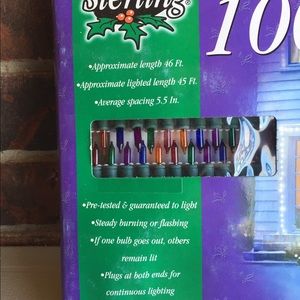 Sterling®
100
•Approximate length 46 Ft.
•Approximate lighted length 45 Ft.
•Average spacing 5.5 In.
•Pre-tested & guaranteed to light
•Steady burning or flashing
•If one bulb goes out, others
remain lit
•Plugs at both ends for
continuous lighting